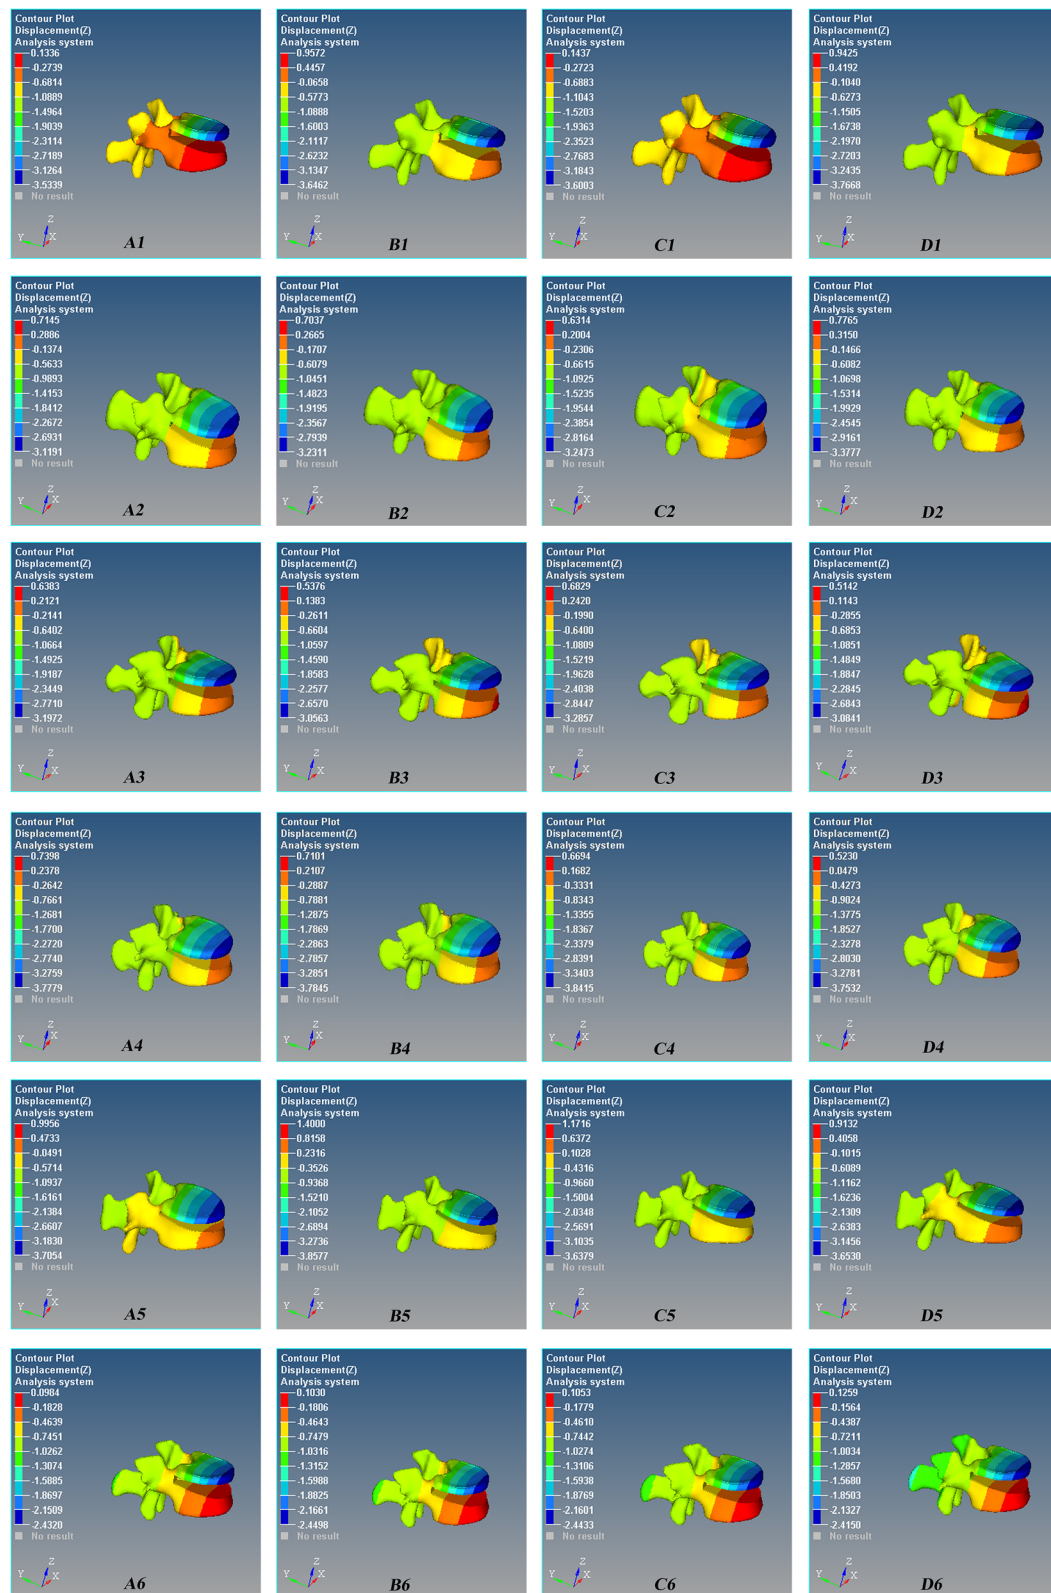 Contour Plot
Displacement(Z)
Analysis system
0.1336
-0.2739
-0.6814
-1.0889
-1.4964
-1.9039
-2.3114
-2.7189
-3.1264
-3.5339
No result
Z
Y
X
A1
Contour Plot
Displacement(Z)
Analysis system
0.9572
0.4457
-0.0658
-0.5773
-1.0888
-1.6003
-2.1117
-2.6232
-3.1347
-3.6462
No result
Z
Y
X
B1
Contour Plot
Displacement(Z)
Analysis system
0.1437
-0.2723
-0.6883
-1.1043
-1.5203
-1.9363
-2.3523
-2.7683
-3.1843
-3.6003
No result
Z
Y
X
C1
Contour Plot
Displacement(Z)
Analysis system
0.9425
0.4192
-0.1040
-0.6273
-1.1505
-1.6738
-2.1970
-2.7203
-3.2435
-3.7668
No result
Z
Y
X
D1
Contour Plot
Displacement(Z)
Analysis system
0.7145
0.2886
-0.1374
-0.5633
-0.9893
-1.4153
-1.8412
-2.2672
-2.6931
-3.1191
No result
Z
Y
X
A2
Contour Plot
Displacement(Z)
Analysis system
0.7037
0.2665
-0.1707
-0.6079
-1.0451
-1.4823
-1.9195
-2.3567
-2.7939
-3.2311
No result
Z
Y
X
B2
Contour Plot
Displacement(Z)
Analysis system
0.6314
0.2004
-0.2306
-0.6615
-1.0925
-1.5235
-1.9544
-2.3854
-2.8164
-3.2473
No result
Z
Y
X
C2
Contour Plot
Displacement(Z)
Analysis system
0.7765
0.3150
-0.1466
-0.6082
-1.0698
-1.5314
-1.9929
-2.4545
-2.9161
-3.3777
No result
Z
Y
X
D2
Contour Plot
Displacement(Z)
Analysis system
0.6383
0.2121
-0.2141
-0.6402
-1.0664
-1.4925
-1.9187
-2.3449
-2.7710
-3.1972
No result
Z
Y
X
A3
Contour Plot
Displacement(Z)
Analysis system
0.5376
0.1383
-0.2611
-0.6604
-1.0597
-1.4590
-1.8583
-2.2577
-2.6570
-3.0563
No result
Z
Y
X
B3
Contour Plot
Displacement(Z)
Analysis system
0.6829
0.2420
-0.1990
-0.6400
-1.0809
-1.5219
-1.9628
-2.4038
-2.8447
-3.2857
No result
Z
Y
X
C3
Contour Plot
Displacement(Z)
Analysis system
0.5142
0.1143
-0.2855
-0.6853
-1.0851
-1.4849
-1.8847
-2.2845
-2.6843
-3.0841
No result
Z
Y
X
D3
Contour Plot
Displacement(Z)
Analysis system
0.7398
0.2378
-0.2642
-0.7661
-1.2681
-1.7700
-2.2720
-2.7740
-3.2759
-3.7779
No result
Z
Y
X
A4
Contour Plot
Displacement(Z)
Analysis system
0.7101
0.2107
-0.2887
-0.7881
-1.2875
-1.7869
-2.2863
-2.7857
-3.2851
-3.7845
No result
Z
Y
X
B4
Contour Plot
Displacement(Z)
Analysis system
0.6694
0.1682
-0.3331
-0.8343
-1.3355
-1.8367
-2.3379
-2.8391
-3.3403
-3.8415
No result
Z
Y
X
C4
Contour Plot
Displacement(Z)
Analysis system
0.5230
0.0479
-0.4273
-0.9024
-1.3775
-1.8527
-2.3278
-2.8030
-3.2781
-3.7532
No result
Z
Y
X
D4
Contour Plot
Displacement(Z)
Analysis system
0.9956
0.4733
-0.0491
-0.5714
-1.0937
-1.6161
-2.1384
-2.6607
-3.1830
-3.7054
No result
Z
Y
X
A5
Contour Plot
Displacement(Z)
Analysis system
1.4000
0.8158
0.2316
-0.3526
-0.9368
-1.5210
-2.1052
-2.6894
-3.2736
-3.8577
No result
Z
Y
X
B5
Contour Plot
Displacement(Z)
Analysis system
1.1716
0.6372
0.1028
-0.4316
-0.9660
-1.5004
-2.0348
-2.5691
-3.1035
-3.6379
No result
Z
Y
X
C5
Contour Plot
Displacement(Z)
Analysis system
0.9132
0.4058
-0.1015
-0.6089
-1.1162
-1.6236
-2.1309
-2.6383
-3.1456
-3.6530
No result
Z
Y
X
D5
Contour Plot
Displacement(Z)
Analysis system
0.0984
-0.1828
-0.4639
-0.7451
-1.0262
-1.3074
-1.5885
-1.8697
-2.1509
-2.4320
No result
Z
Y
X
A6
Contour Plot
Displacement(Z)
Analysis system
0.1030
-0.1806
-0.4643
-0.7479
-1.0316
-1.3152
-1.5988
-1.8825
-2.1661
-2.4498
No result
Z
Y
X
B6
Contour Plot
Displacement(Z)
Analysis system
0.1053
-0.1779
-0.4610
-0.7442
-1.0274
-1.3106
-1.5938
-1.8769
-2.1601
-2.4433
No result
Z
Y
X
C6
Contour Plot
Displacement(Z)
Analysis system
0.1259
-0.1564
-0.4387
-0.7211
-1.0034
-1.2857
-1.5680
-1.8503
-2.1327
-2.4150
No result
Z
Y
X
D6